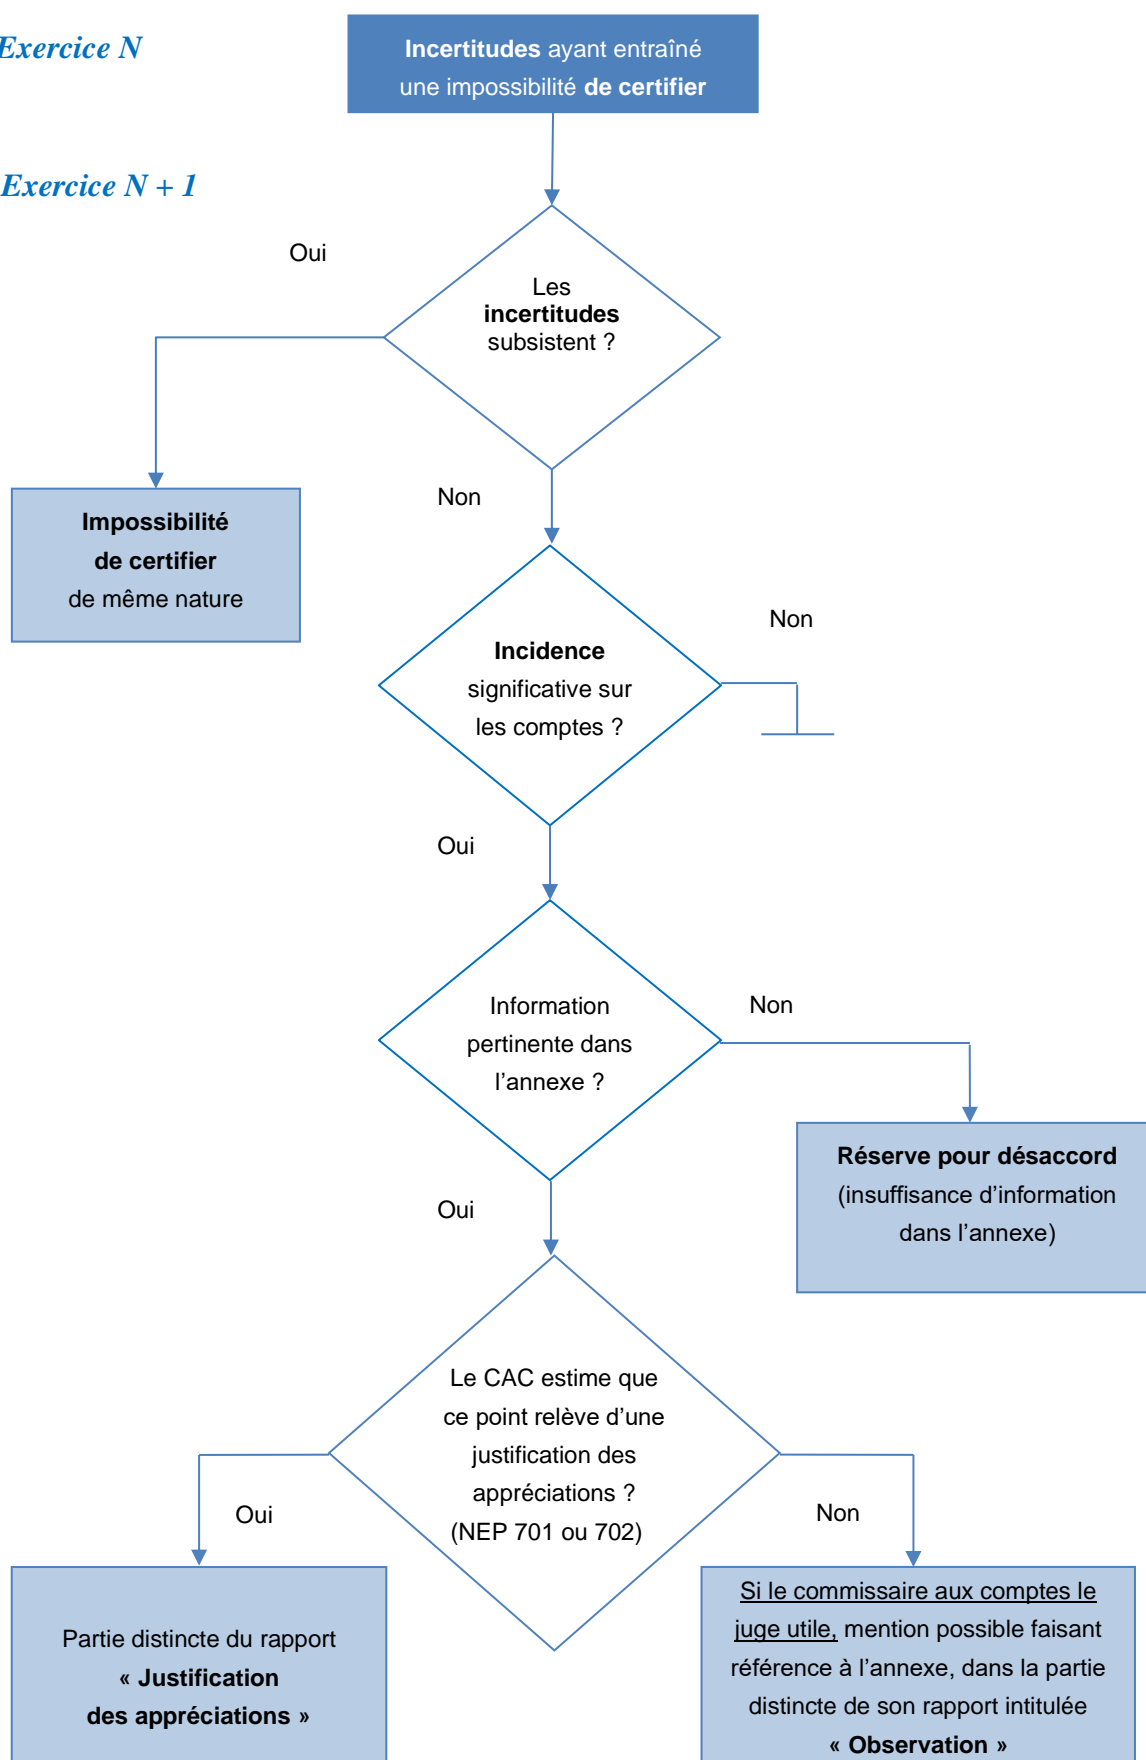 Exercice N
Incertitudes ayant entraîné
une impossibilité de certifier
Exercice N + 1
Oui
Les
incertitudes
subsistent ?
Non
Impossibilité
de certifier
de même nature
Non
Incidence
significative sur
les comptes ?
Oui
Information
pertinente dans
l’annexe ?
Non
Réserve pour désaccord
(insuffisance d’information
dans l’annexe)
Oui
Le CAC estime que
ce point relève d’une
justification des
appréciations ?
(NEP 701 ou 702)
Oui
Non
Partie distincte du rapport
« Justification
des appréciations »
Si le commissaire aux comptes le
juge utile, mention possible faisant
référence à l’annexe, dans la partie
distincte de son rapport intitulée
« Observation »